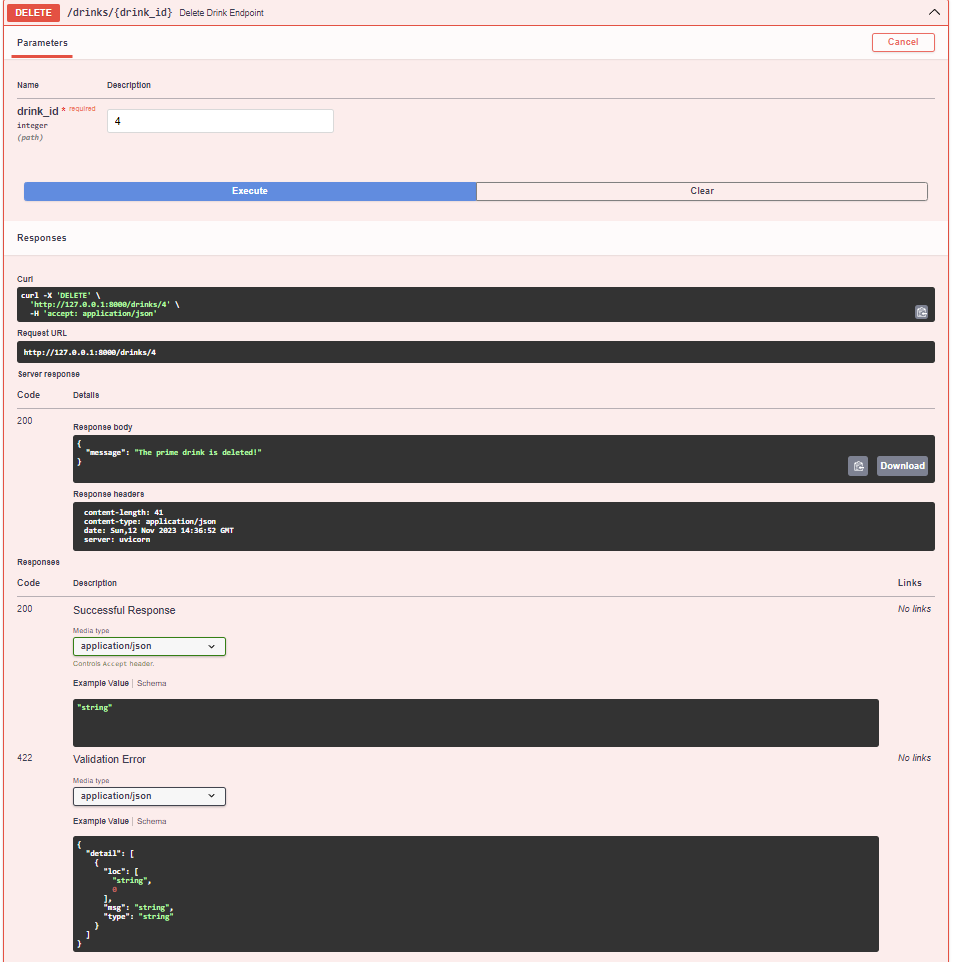 DELETE /drinks/{drink_id} Delete Drink Endpoint
Parameters
Cancel
Name Description
drink_id * required
integer
(path)
4
Execute
Clear
Responses
Curl
curl -X 'DELETE' \
'http://127.0.0.1:8000/drinks/4' \
-H 'accept: application/json'
Request URL
http://127.0.0.1:8000/drinks/4
Server response
Code Details
200
Response body
{
"message": "The prime drink is deleted!"
}
Download
Response headers
content-length: 41
content-type: application/json
date: Sun,12 Nov 2023 14:36:52 GMT
server: uvicorn
Responses
Code Description Links
200 Successful Response No links
Media type
application/json
Controls Accept header.
Example Value | Schema
"string"
422 Validation Error No links
Media type
application/json
Example Value | Schema
{
"detail": [
{
"loc": [
"string",
0
],
"msg": "string",
"type": "string"
}
]
}